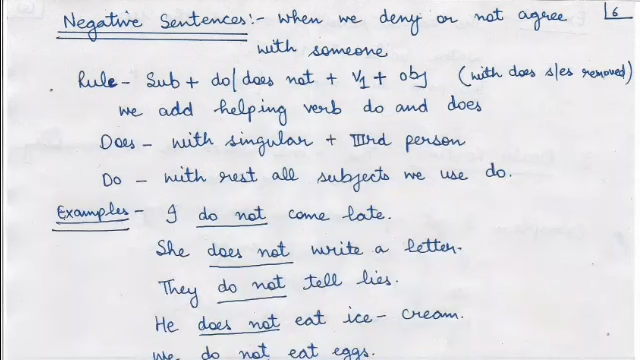 Negative Sentences:- When we deny or not agree 6
with someone
Rule - Sub + do/does not + V1 + obj (with does s/es removed)
we add helping verb do and does
Does - with singular + IIIrd person
Do - with rest all subjects we use do.
Examples - I do not come late.
She does not write a letter.
They do not tell lies.
He does not eat ice-cream.
We do not eat eggs.